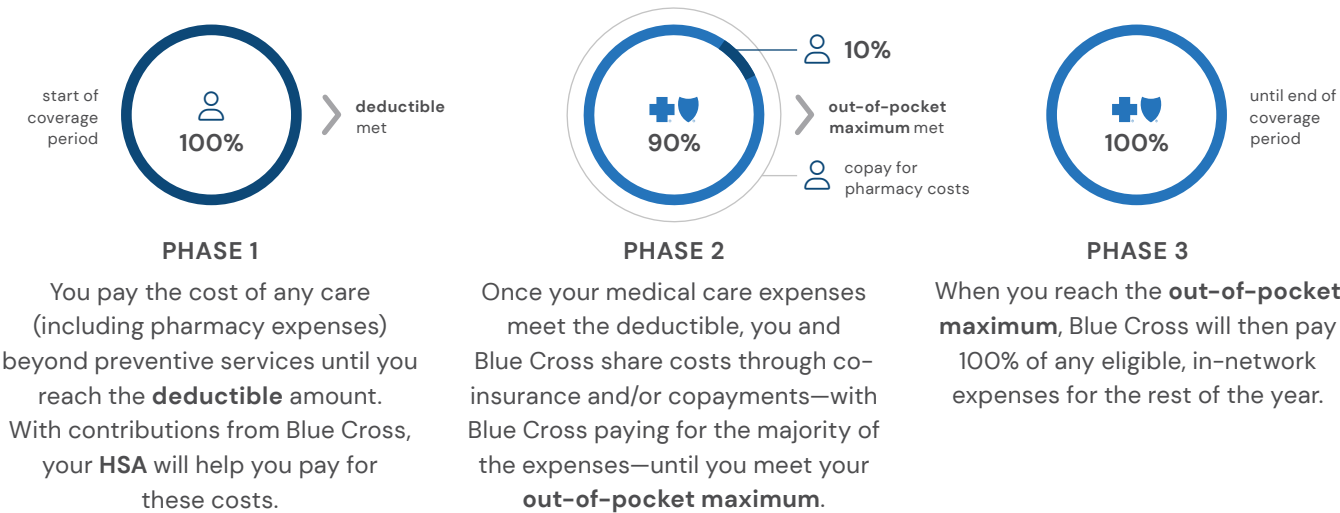 start of
coverage
period
100%
deductible
met
PHASE 1
You pay the cost of any care
(including pharmacy expenses)
beyond preventive services until you
reach the deductible amount.
With contributions from Blue Cross,
your HSA will help you pay for
these costs.
10%
90%
out-of-pocket
maximum met
copay for
pharmacy costs
PHASE 2
Once your medical care expenses
meet the deductible, you and
Blue Cross share costs through co-
insurance and/or copayments—with
Blue Cross paying for the majority of
the expenses—until you meet your
out-of-pocket maximum.
100%
until end of
coverage
period
PHASE 3
When you reach the out-of-pocket
maximum, Blue Cross will then pay
100% of any eligible, in-network
expenses for the rest of the year.